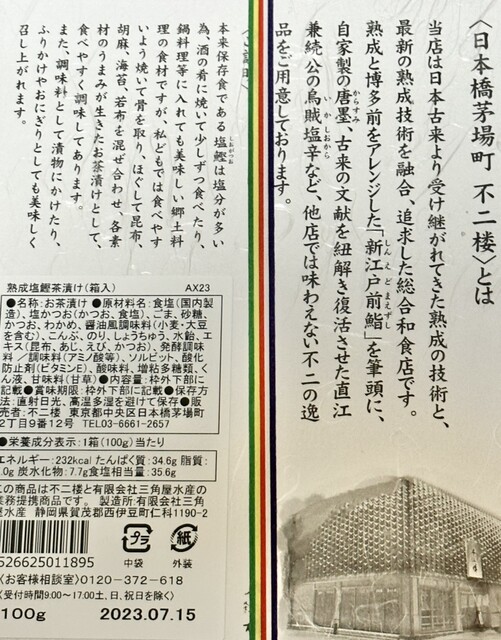 〈日本橋茅場町 不二楼〉とは
当店は日本古来より受け継がれてきた熟成の技術と、
最新の熟成技術を融合、追求した総合和食店です。
熟成と博多前をアレンジした「新江戸前鮨」を筆頭に、
自家製の唐墨、古来の文献を紐解き復活させた直江
兼続公の烏賊塩辛など、他店では味わえない不二の逸
品をご用意しております。
本来保存食である塩鰹は塩分が多い
為、酒の肴に焼いて少しずつ食べたり、
鍋料理等に入れても美味しい郷土料
理の食材ですが、私どもでは食べやす
いよう焼いて骨を取り、ほぐして昆布、
胡麻、海苔、若布を混ぜ合わせ、各素
材のうまみが生きたお茶漬けとして、
食べやすく調味してあります。
また、調味料として漬物にかけたり、
ふりかけやおにぎりとしても美味しく
召し上がれます。
熟成塩鰹茶漬け(箱入) AX23
●名称:お茶漬け ●原材料名:食塩(国内製
造)、塩かつお(かつお、食塩)、ごま、砂糖、
かつお、わかめ、醤油風調味料(小麦・大豆
を含む)、こんぶ、のり、しょうちゅう、水飴、エ
キス(昆布、あじ、えび、かつお)、発酵調味
料/調味料(アミノ酸等)、ソルビット、酸化
防止剤(ビタミンE)、酸味料、増粘多糖類、く
ん液、甘味料(甘草) ●内容量:枠外下部に
記載 ●賞味期限:枠外下部に記載 ●保存方
法:直射日光、高温多湿を避けて保存 ●販
売者:不二楼 東京都中央区日本橋茅場町
2丁目9番12号 TEL03-6661-2657
●栄養成分表示:1箱(100g)当たり
エネルギー:232kcal たんぱく質:34.6g 脂質:
.0g 炭水化物:7.7g 食塩相当量:35.6g
この商品は不二楼と有限会社三角屋水産の
業務提携商品です。 製造所:有限会社三角
屋水産 静岡県賀茂郡西伊豆町仁科1190-2
526625011895
プラ
中袋
紙
外装
〈お客様相談室〉0120-372-618
(受付時間9:00〜17:00 土、日、祝日を除く)
100g 2023.07.15